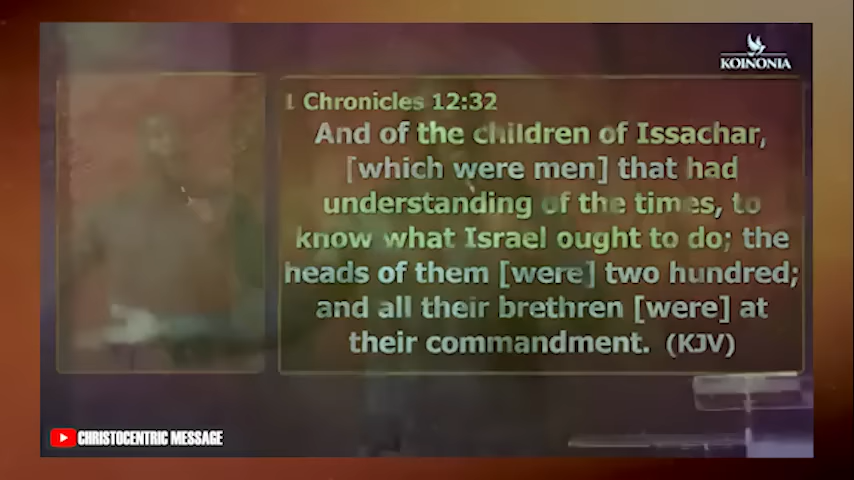 KOINONIA
1 Chronicles 12:32
And of the children of Issachar,
[which were men] that had
understanding of the times, to
know what Israel ought to do; the
heads of them [were] two hundred;
and all their brethren [were] at
their commandment. (KJV)
CHRISTOCENTRIC MESSAGE